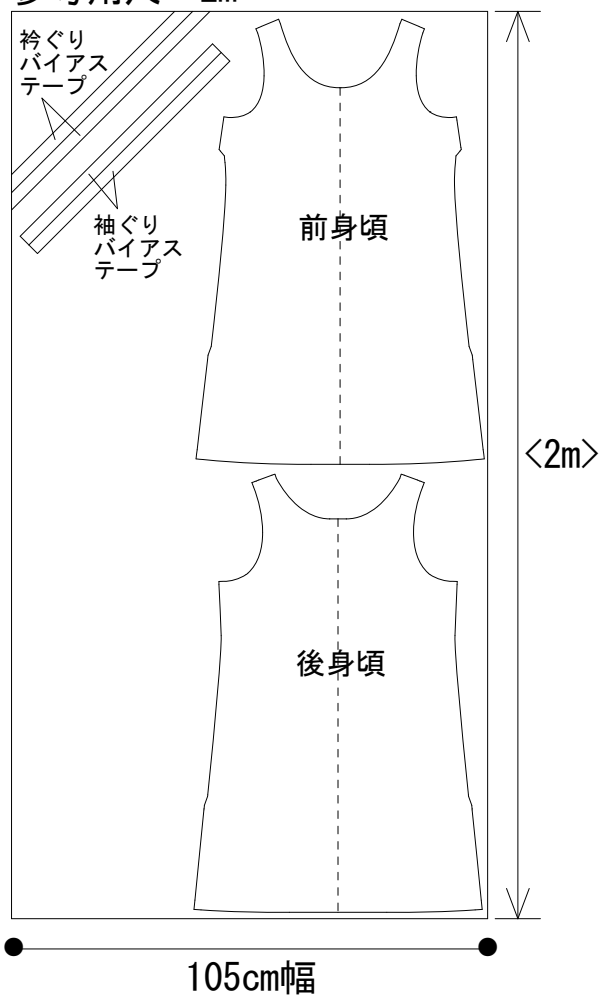 衿ぐり
バイアス
テープ
袖ぐり
バイアス
テープ
前身頃
<2m>
後身頃
105cm幅